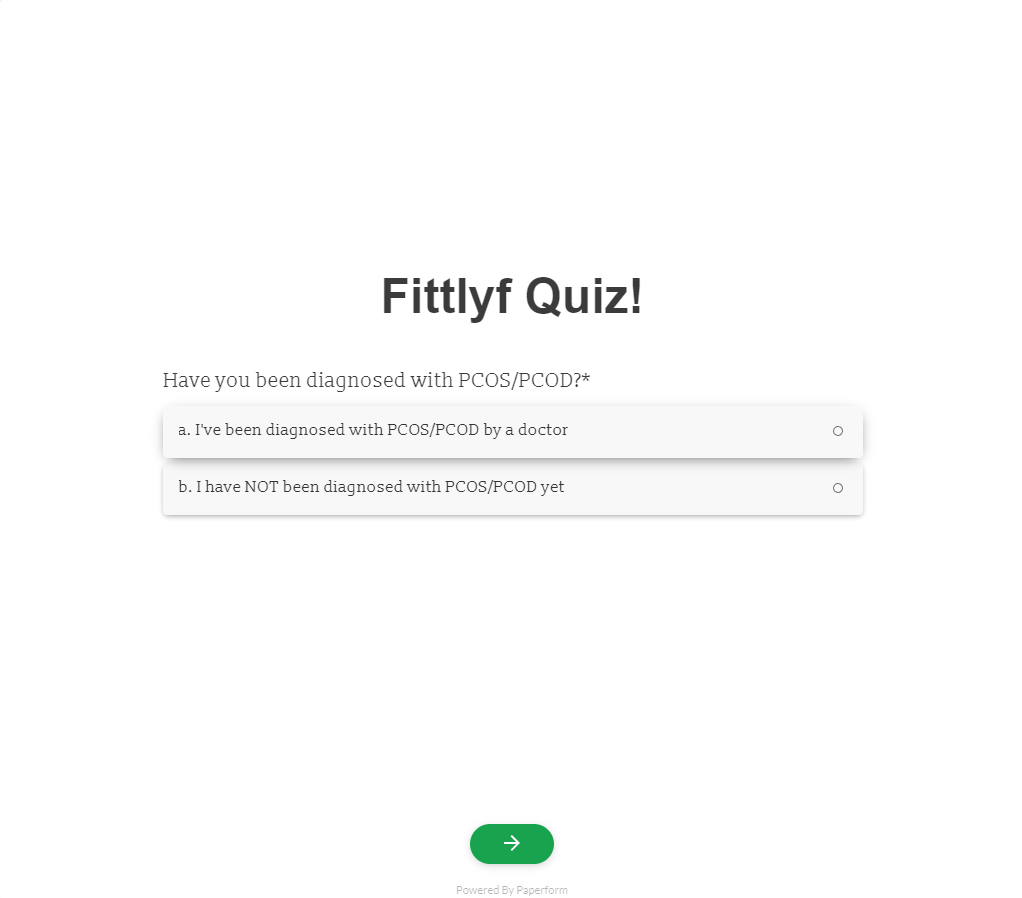 Fittlyf Quiz!
Have you been diagnosed with PCOS/PCOD?*
a. I've been diagnosed with PCOS/PCOD by a doctor
b. I have NOT been diagnosed with PCOS/PCOD yet
Powered By Paperform